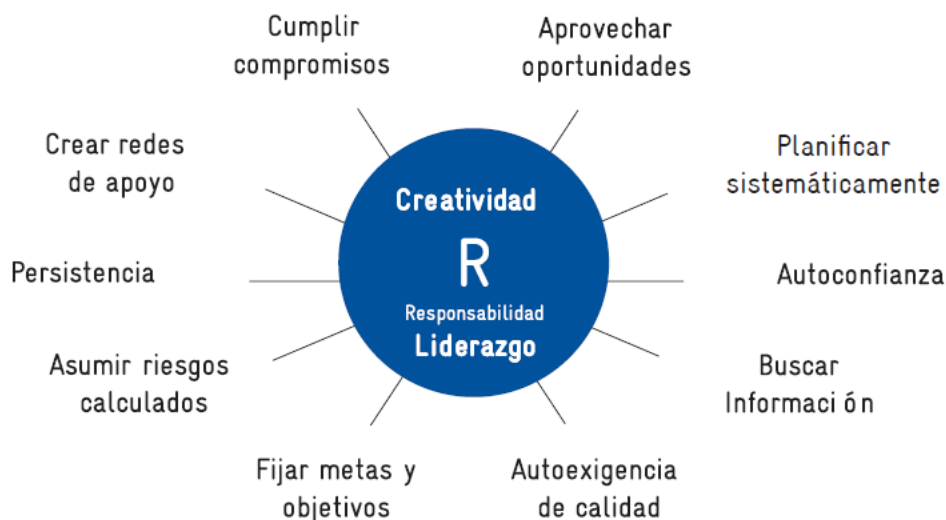 Cumplir
compromisos
Aprovechar
oportunidades
Crear redes
de apoyo
Planificar
sistemáticamente
Creatividad
R
Responsabilidad
Liderazgo
Persistencia
Autoconfianza
Asumir riesgos
calculados
Buscar
Informaci ón
Fijar metas y
objetivos
Autoexigencia
de calidad